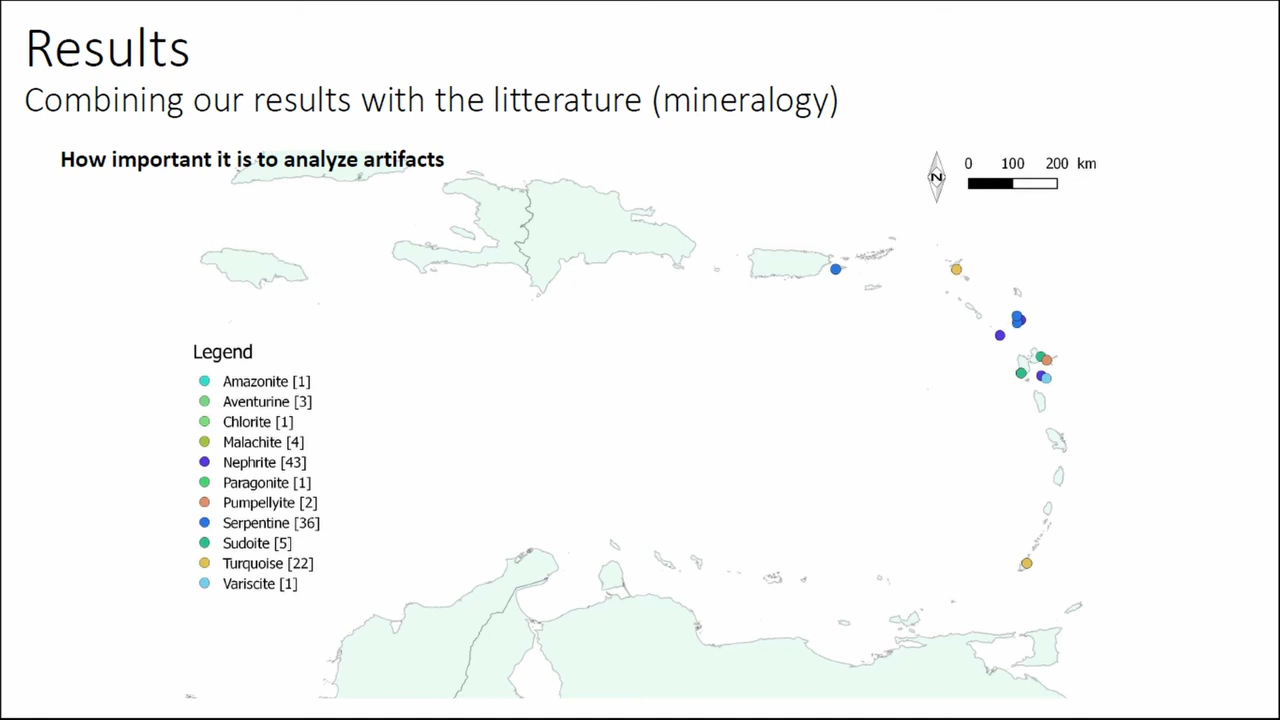 Results
Combining our results with the litterature (mineralogy)
How important it is to analyze artifacts
0 100 200 km
N
Legend
Amazonite [1]
Aventurine [3]
Chlorite [1]
Malachite [4]
Nephrite [43]
Paragonite [1]
Pumpellyite [2]
Serpentine [36]
Sudoite [5]
Turquoise [22]
Variscite [1]